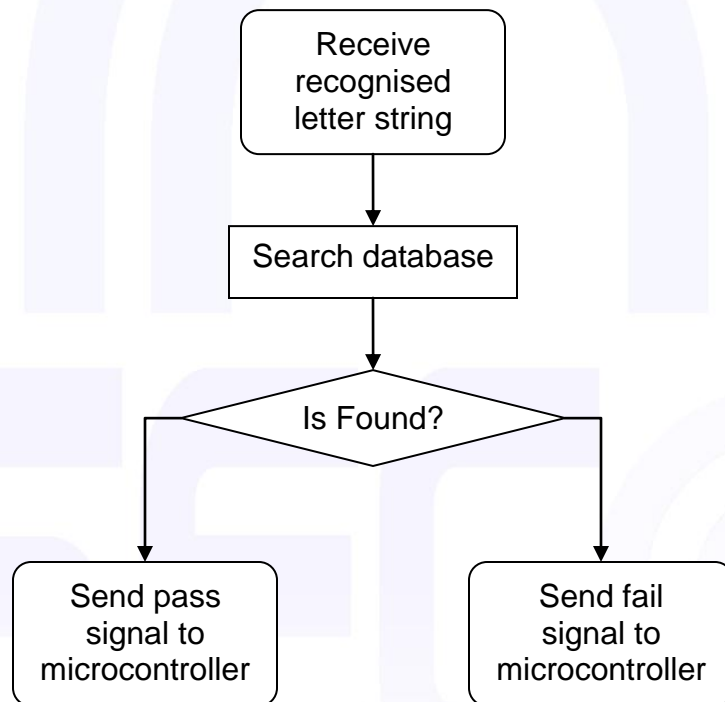 Receive
recognised
letter string
Search database
Is Found?
Send pass
signal to
microcontroller
Send fail
signal to
microcontroller